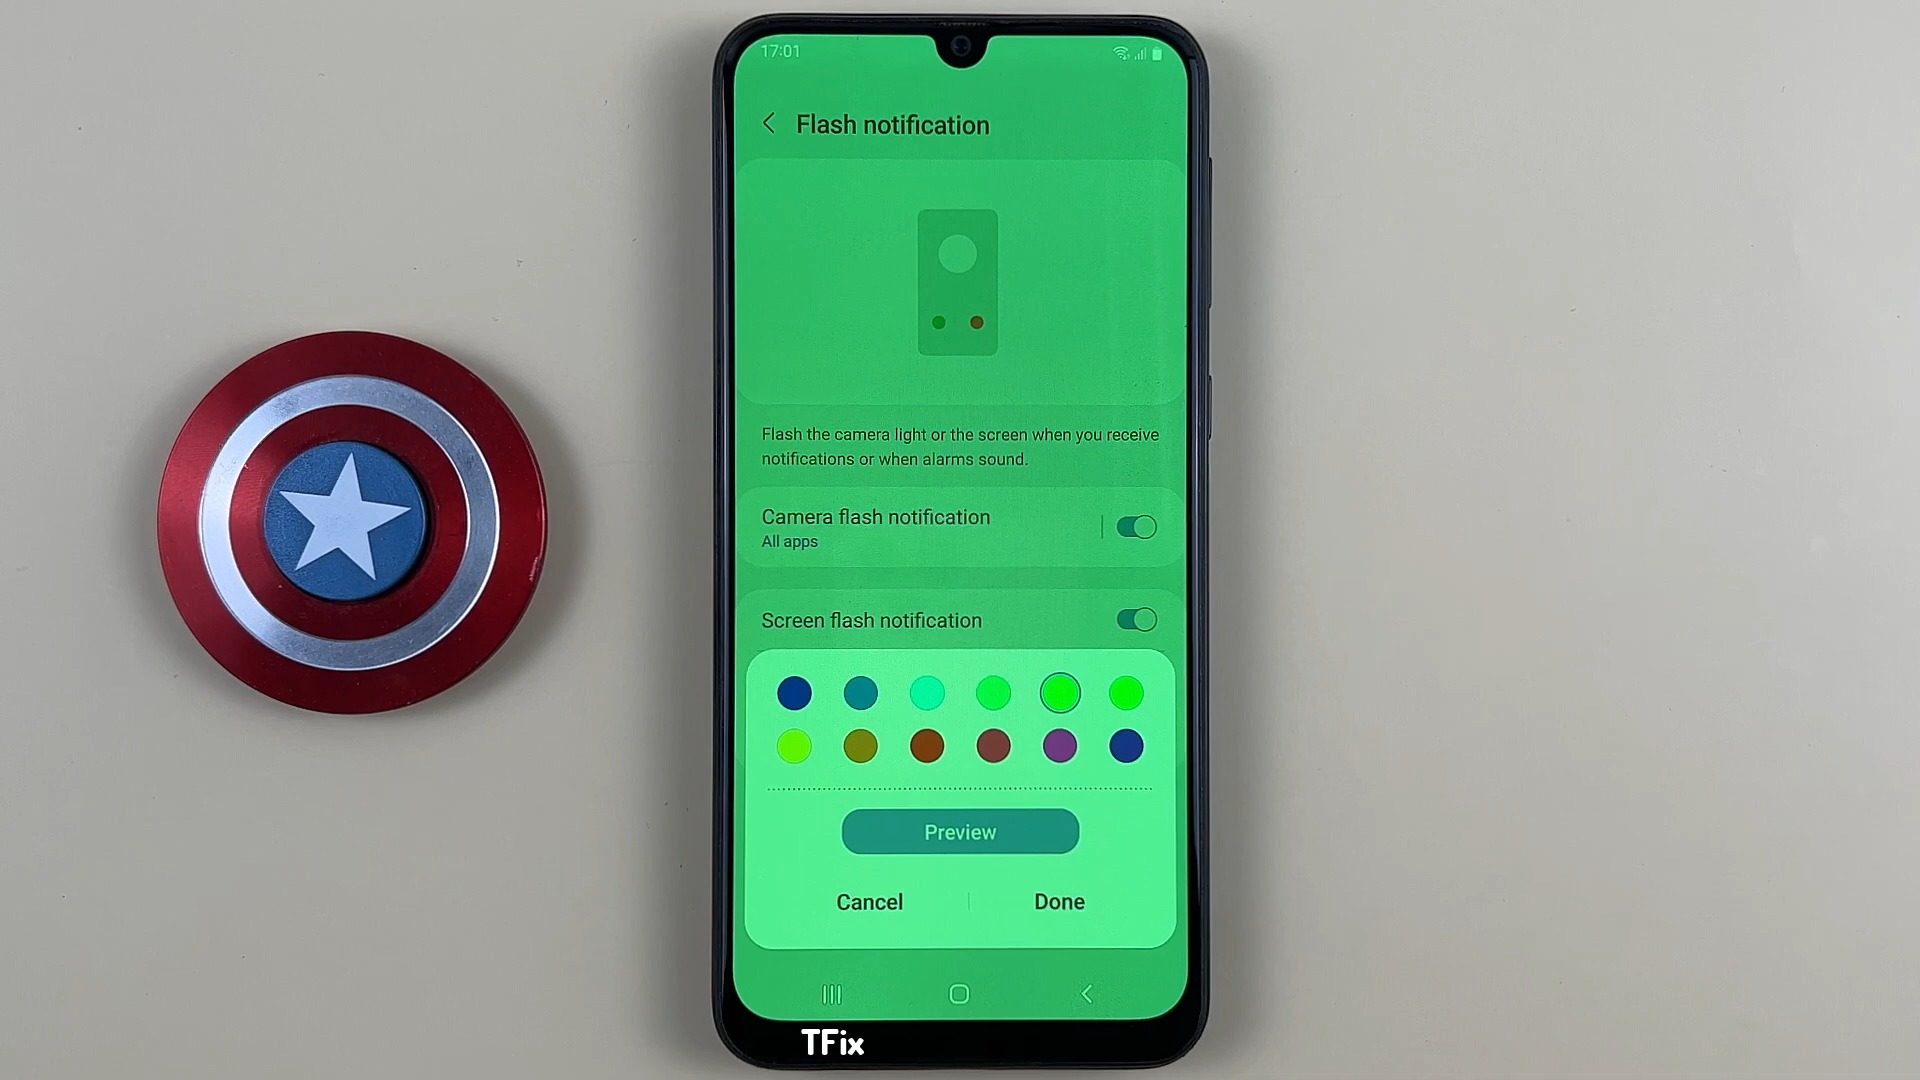 17:01
Flash notification
Flash the camera light or the screen when you receive
notifications or when alarms sound.
Camera flash notification
All apps
Screen flash notification
Preview
Cancel
Done
TFix